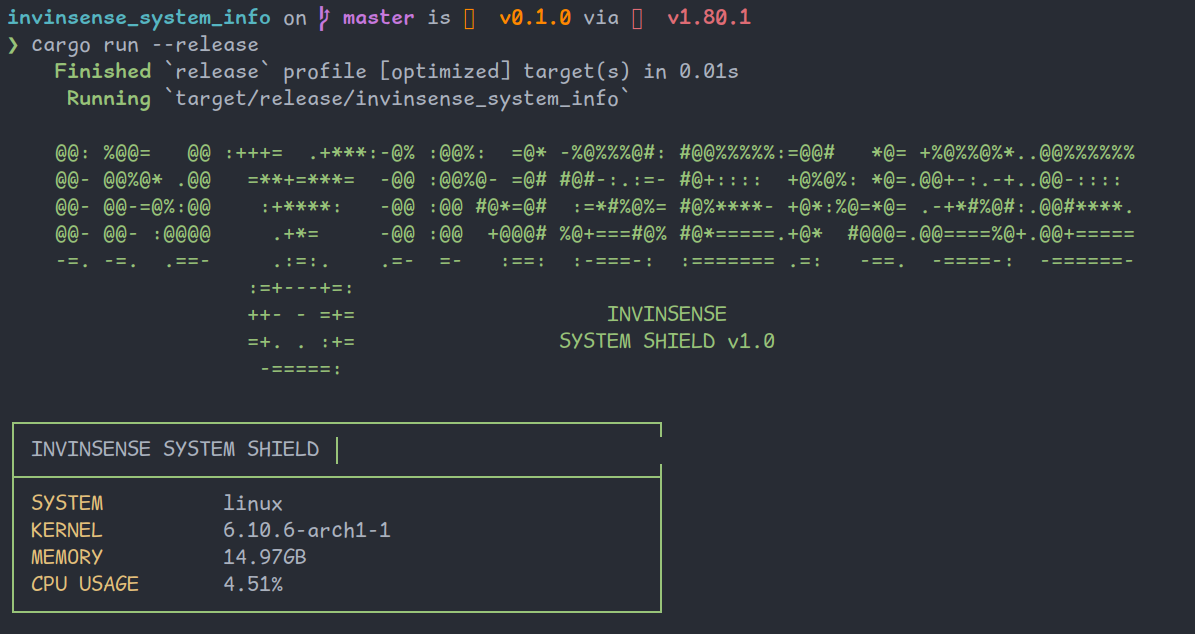 invinsense_system_info on master is v0.1.0 via v1.80.1
❯ cargo run --release
Finished `release` profile [optimized] target(s) in 0.01s
Running `target/release/invinsense_system_info`
@@: %@@=   @@ :+++=  .+***:-@% :@@%:  =@* -%@%%%@#: #@@%%%%%:=@@#   *@= +%@%%@%*..@@%%%%%%
@@- @@%@* .@@   =**+=***=  -@@ :@@%@- =@# #@#-:.:=- #@+::::  +@%@%: *@=.@@+-:.-+..@@-::::
@@- @@-=@%:@@    :+****:   -@@ :@@ #@*=@#  :=*#%@%= #@%****- +@*:%@=*@= .-+*#%@#:.@@#****.
@@- @@- :@@@@     .+*=     -@@ :@@  +@@@# %@+===#@% #@*=====.+@*  #@@@=.@@====%@+.@@+=====
-=. -=.  .==-     .:=:.    .=-  =-   :==:  :-===-:  :======= .=:   -==.  -====-:  -======-
:=+---+=:
++- - =+=   INVINSENSE
=+. . :+=   SYSTEM SHIELD v1.0
-=====:
INVINSENSE SYSTEM SHIELD
SYSTEM linux
KERNEL 6.10.6-arch1-1
MEMORY 14.97GB
CPU USAGE 4.51%